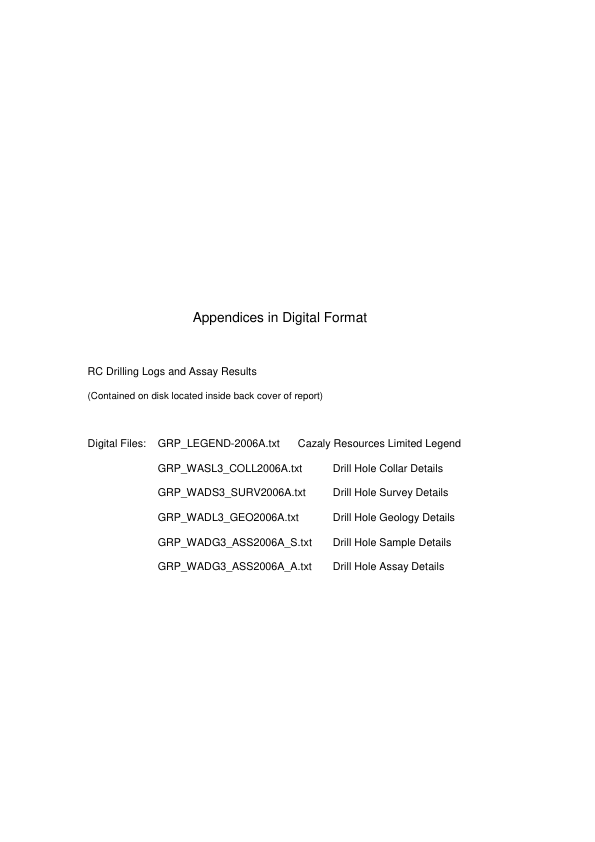 Appendices in Digital Format
RC Drilling Logs and Assay Results
(Contained on disk located inside back cover of report)
Digital Files: GRP_LEGEND-2006A.txt Cazaly Resources Limited Legend
GRP_WASL3_COLL2006A.txt Drill Hole Collar Details
GRP_WADS3_SURV2006A.txt Drill Hole Survey Details
GRP_WADL3_GEO2006A.txt Drill Hole Geology Details
GRP_WADG3_ASS2006A_S.txt Drill Hole Sample Details
GRP_WADG3_ASS2006A_A.txt Drill Hole Assay Details